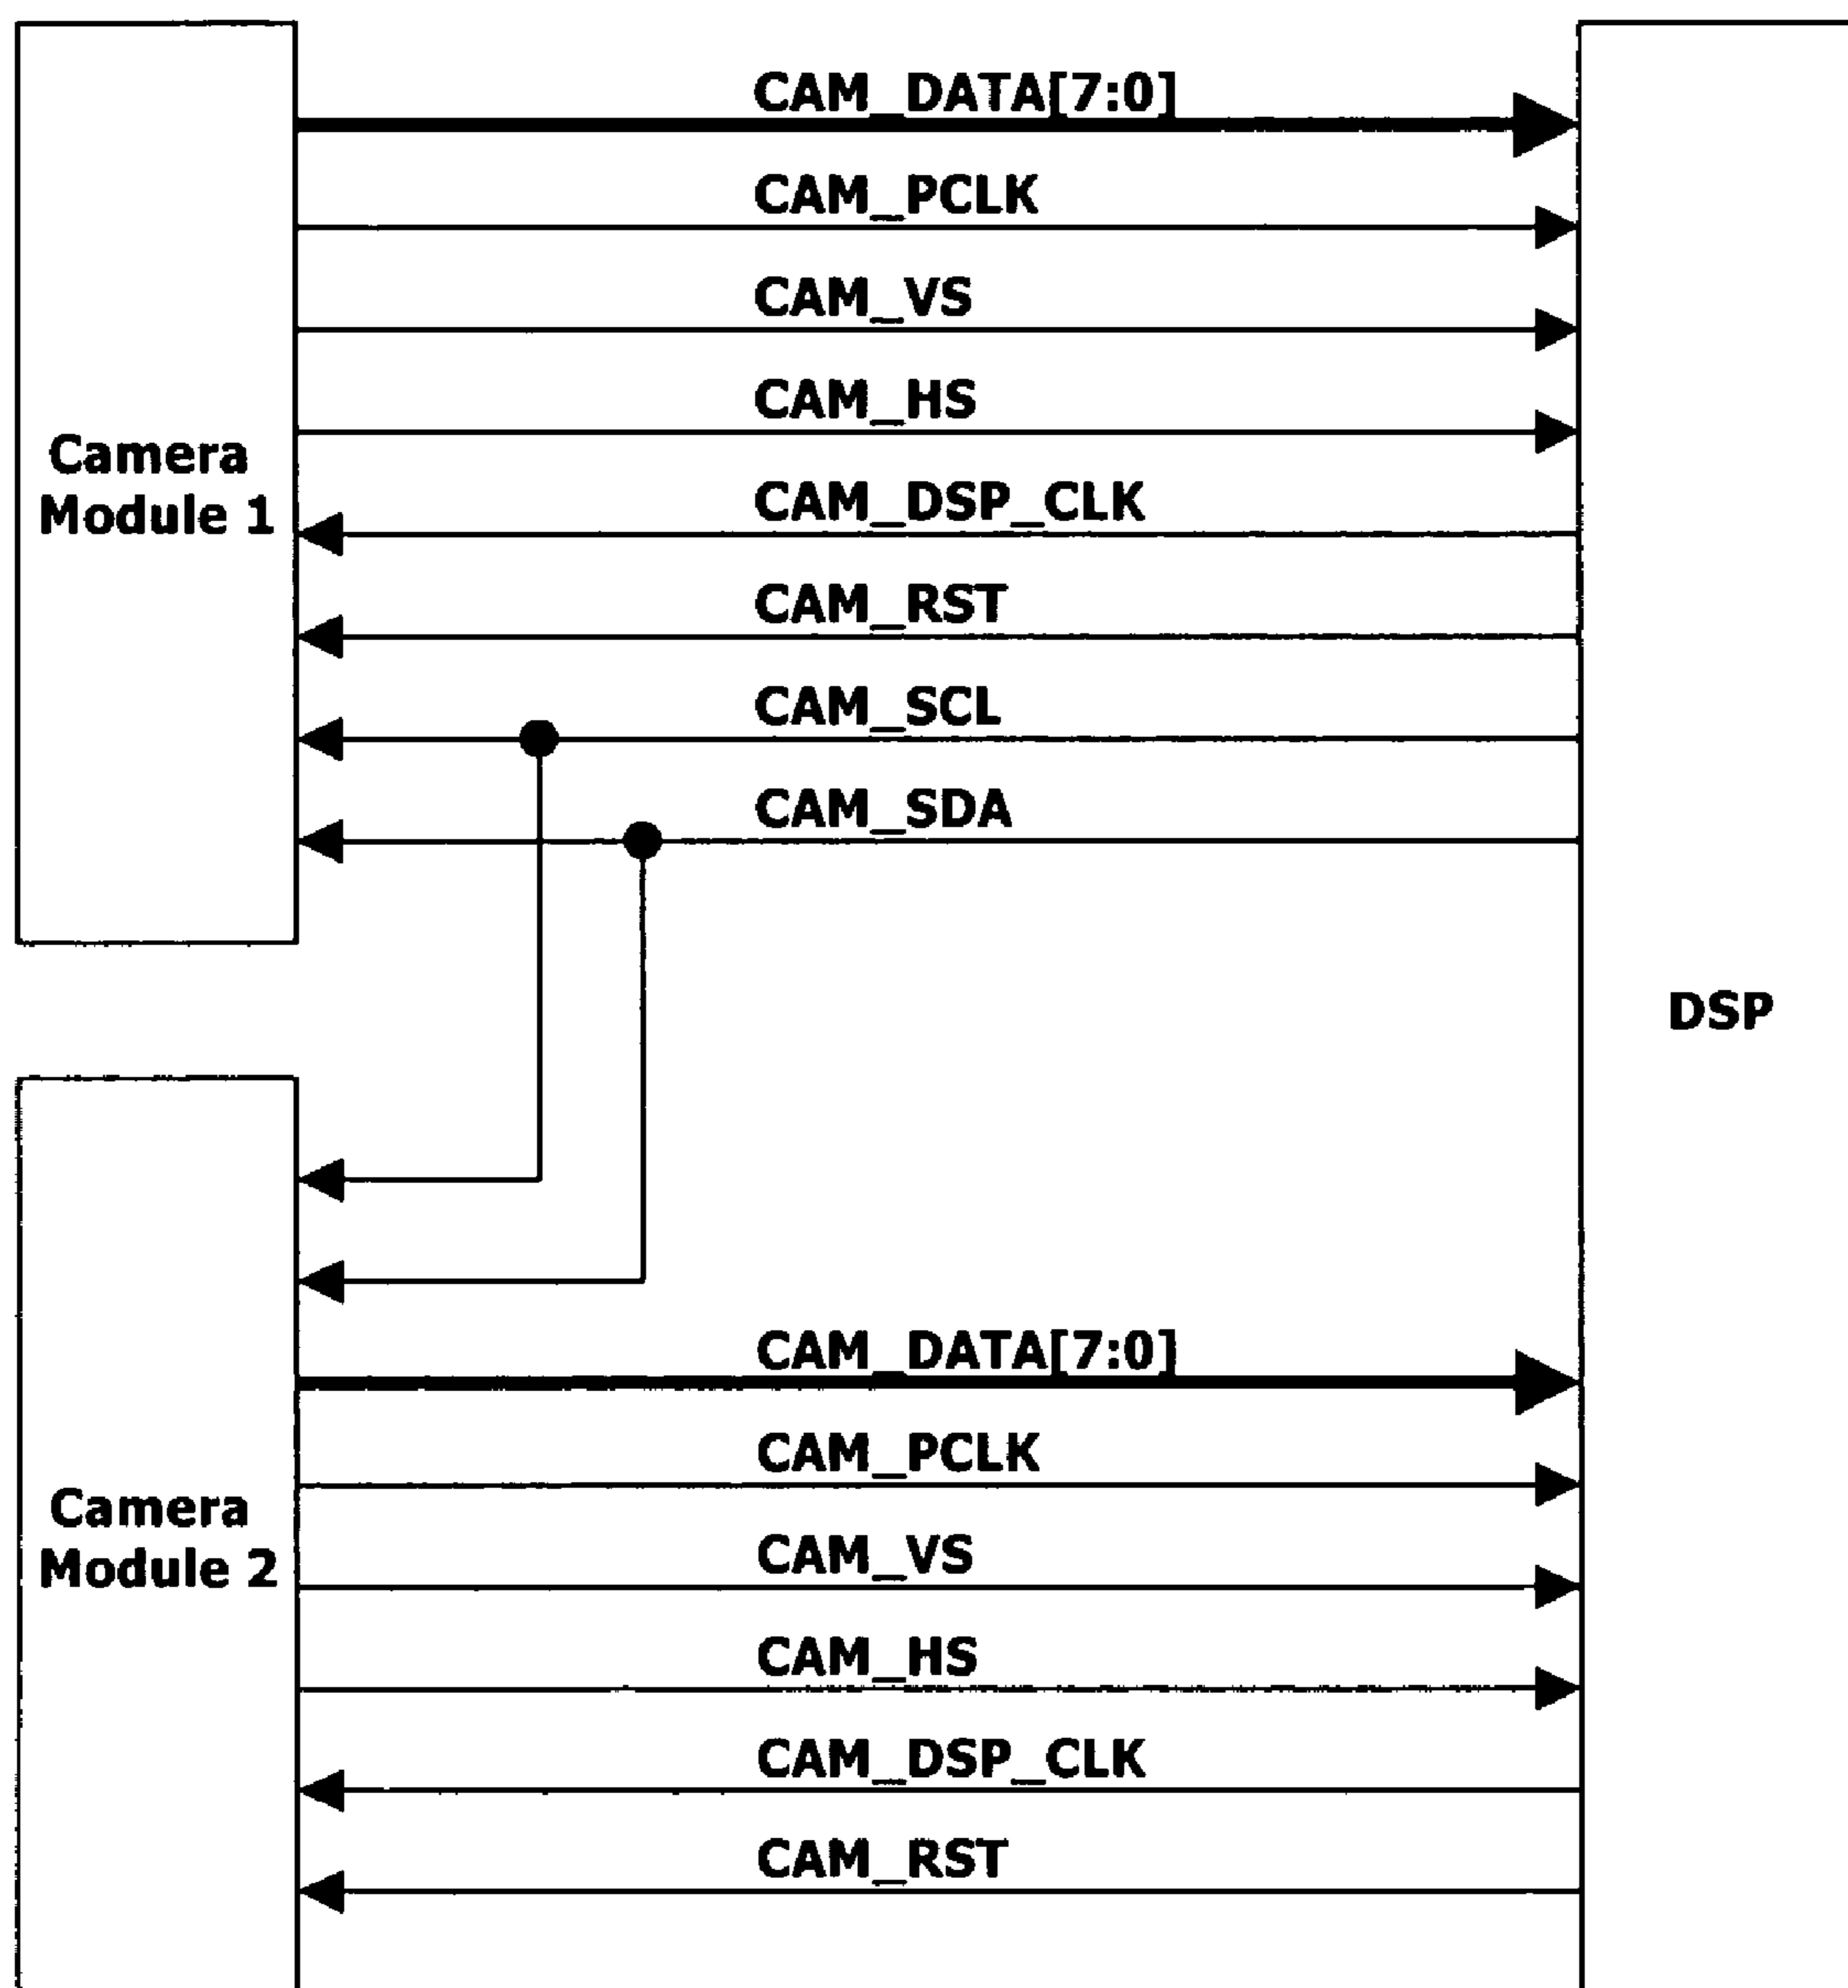 CAM_DATA[7:0]
CAM_PCLK
CAM_VS
CAM_HS
Camera
Module 1
CAM_DSP_CLK
CAM_RST
CAM_SCL
CAM_SDA
DSP
CAM_DATA[7:0]
CAM_PCLK
Camera
Module 2
CAM_VS
CAM_HS
CAM_DSP_CLK
CAM_RST